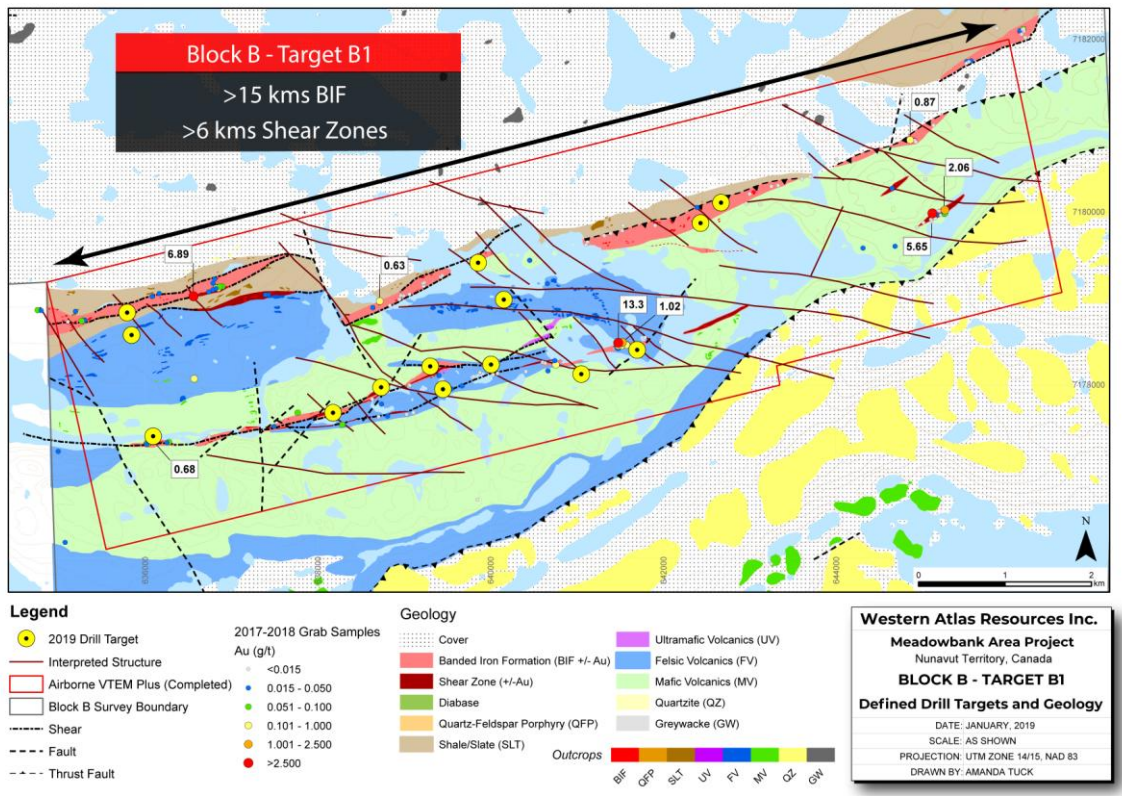 Block B - Target B1
>15 kms BIF
>6 kms Shear Zones
7182000
0.87
2.06
7180000
5.65
6.89
0.63
13.3
1.02
7178000
0.68
636000
638000
640000
642000
644000
N
0 1 2
km
Legend
2019 Drill Target
Interpreted Structure
Airborne VTEM Plus (Completed)
Block B Survey Boundary
Shear
Fault
Thrust Fault
2017-2018 Grab Samples
Au (g/t)
<0.015
0.015 - 0.050
0.051 - 0.100
0.101 - 1.000
1.001 - 2.500
>2.500
Geology
Cover
Banded Iron Formation (BIF +/- Au)
Shear Zone (+/-Au)
Diabase
Quartz-Feldspar Porphyry (QFP)
Shale/Slate (SLT)
Ultramafic Volcanics (UV)
Felsic Volcanics (FV)
Mafic Volcanics (MV)
Quartzite (QZ)
Greywacke (GW)
Outcrops
BIF
QFP
SLT
UV
FV
MV
QZ
GW
Western Atlas Resources Inc.
Meadowbank Area Project
Nunavut Territory, Canada
BLOCK B - TARGET B1
Defined Drill Targets and Geology
DATE: JANUARY, 2019
SCALE: AS SHOWN
PROJECTION: UTM ZONE 14/15, NAD 83
DRAWN BY: AMANDA TUCK